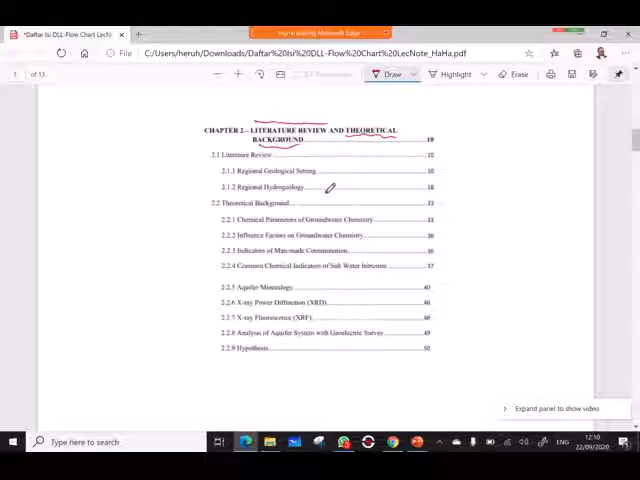 You're sharing Microsoft Edge
*Daftar Isi DLL-Flow Chart LecNo
File
C:/Users/heruh/Downloads/Daftar%20Isi%20DLL-Flow%20Chart%20LecNote_HaHa.pdf
of 13
Draw
Highlight
Erase
CHAPTER 2 – LITERATURE REVIEW AND THEORETICAL
BACKGROUND 10
2.1 Literature Review 10
2.1.1 Regional Geological Setting 10
2.1.2 Regional Hydrogeology 18
2.2 Theoretical Background 33
2.2.1 Chemical Parameters of Groundwater Chemistry 33
2.2.2 Influence Factors on Groundwater Chemistry 36
2.2.3 Indicators of Man-made Contamination 36
2.2.4 Common Chemical Indicators of Salt Water Intrusion 37
2.2.5 Aquifer Mineralogy 40
2.2.6 X-ray Power Diffraction (XRD) 46
2.2.7 X-ray Fluorescence (XRF) 48
2.2.8 Analysis of Aquifer System with Geoelectric Survey 49
2.2.9 Hypothesis 50
Expand panel to show video
Type here to search
ENG
12:10
22/09/2020